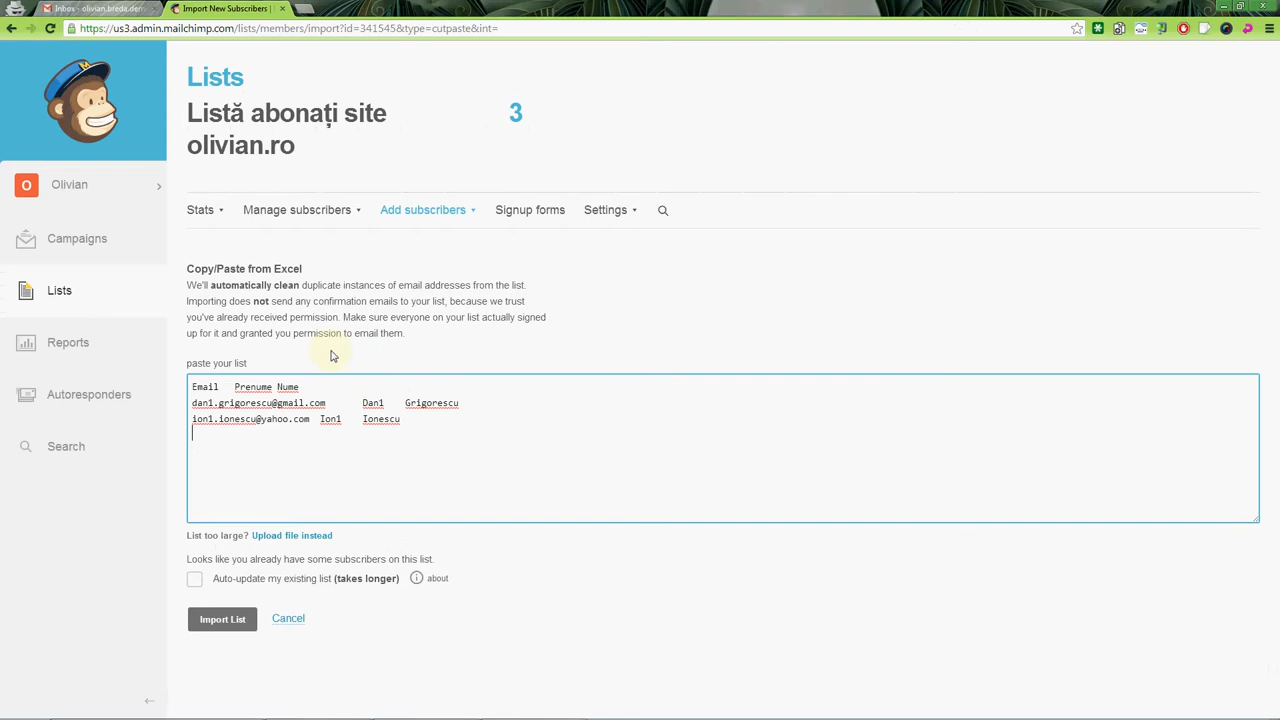 Inbox - olivian.breda.dem
Import New Subscribers |
https://us3.admin.mailchimp.com/lists/members/import?id=341545&type=cutpaste&int=
Lists
Listă abonați site
olivian.ro
3
O Olivian
Campaigns
Lists
Reports
Autoresponders
Search
Stats Manage subscribers Add subscribers Signup forms Settings
Copy/Paste from Excel
We'll automatically clean duplicate instances of email addresses from the list.
Importing does not send any confirmation emails to your list, because we trust
you've already received permission. Make sure everyone on your list actually signed
up for it and granted you permission to email them.
paste your list
Email Prenume Nume
dan1.grigorescu@gmail.com Dan1 Grigorescu
ion1.ionescu@yahoo.com Ion1 Ionescu
List too large? Upload file instead
Looks like you already have some subscribers on this list.
Auto-update my existing list (takes longer) about
Import List Cancel